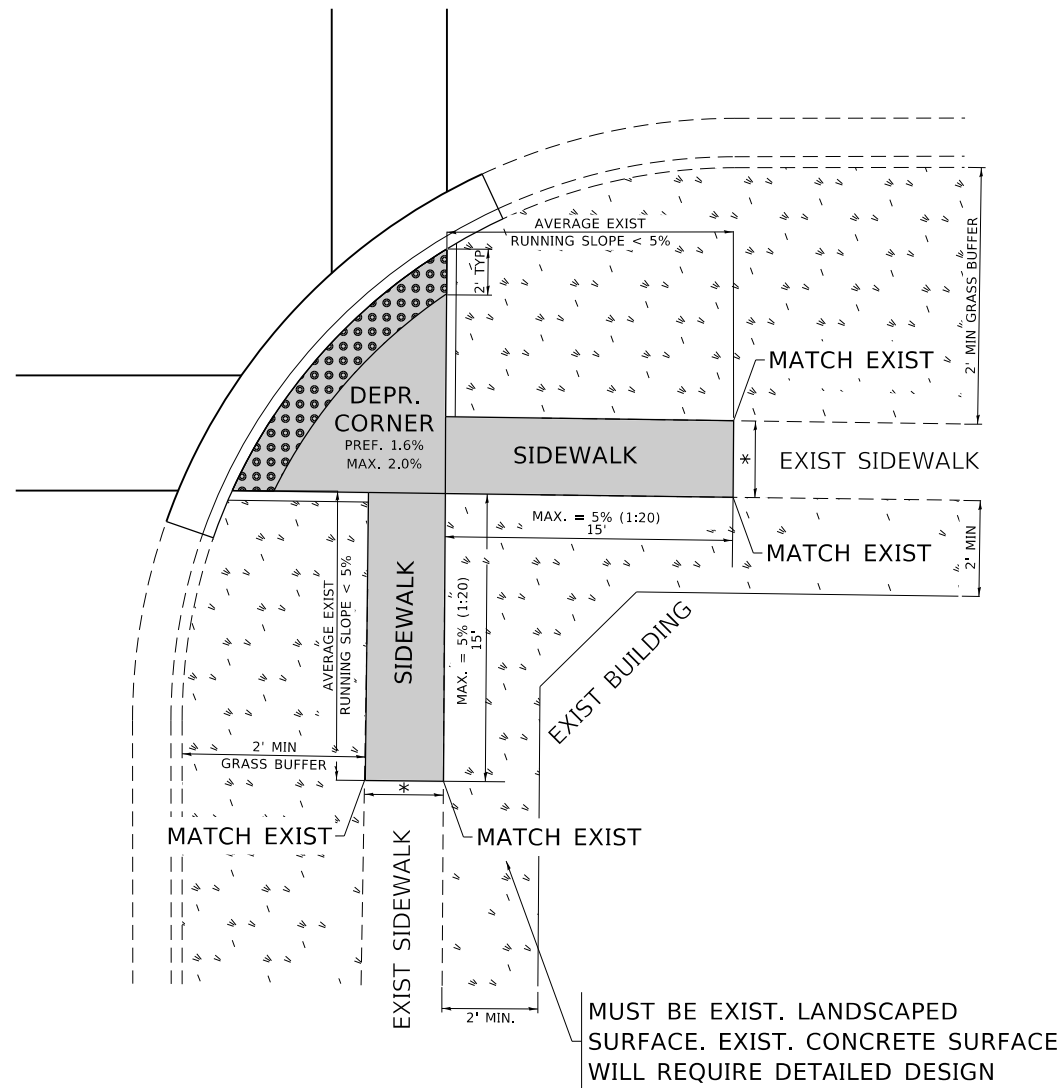 AVERAGE EXIST
RUNNING SLOPE < 5%
2' TYP
2' MIN GRASS BUFFER
MATCH EXIST
DEPR.
CORNER
PREF. 1.6%
MAX. 2.0%
SIDEWALK
*
EXIST SIDEWALK
MAX. = 5% (1:20)
15'
MATCH EXIST
2' MIN
AVERAGE EXIST
RUNNING SLOPE < 5%
SIDEWALK
MAX. = 5% (1:20)
15'
EXIST BUILDING
2' MIN
GRASS BUFFER
*
MATCH EXIST
MATCH EXIST
EXIST SIDEWALK
2' MIN.
MUST BE EXIST. LANDSCAPED
SURFACE. EXIST. CONCRETE SURFACE
WILL REQUIRE DETAILED DESIGN